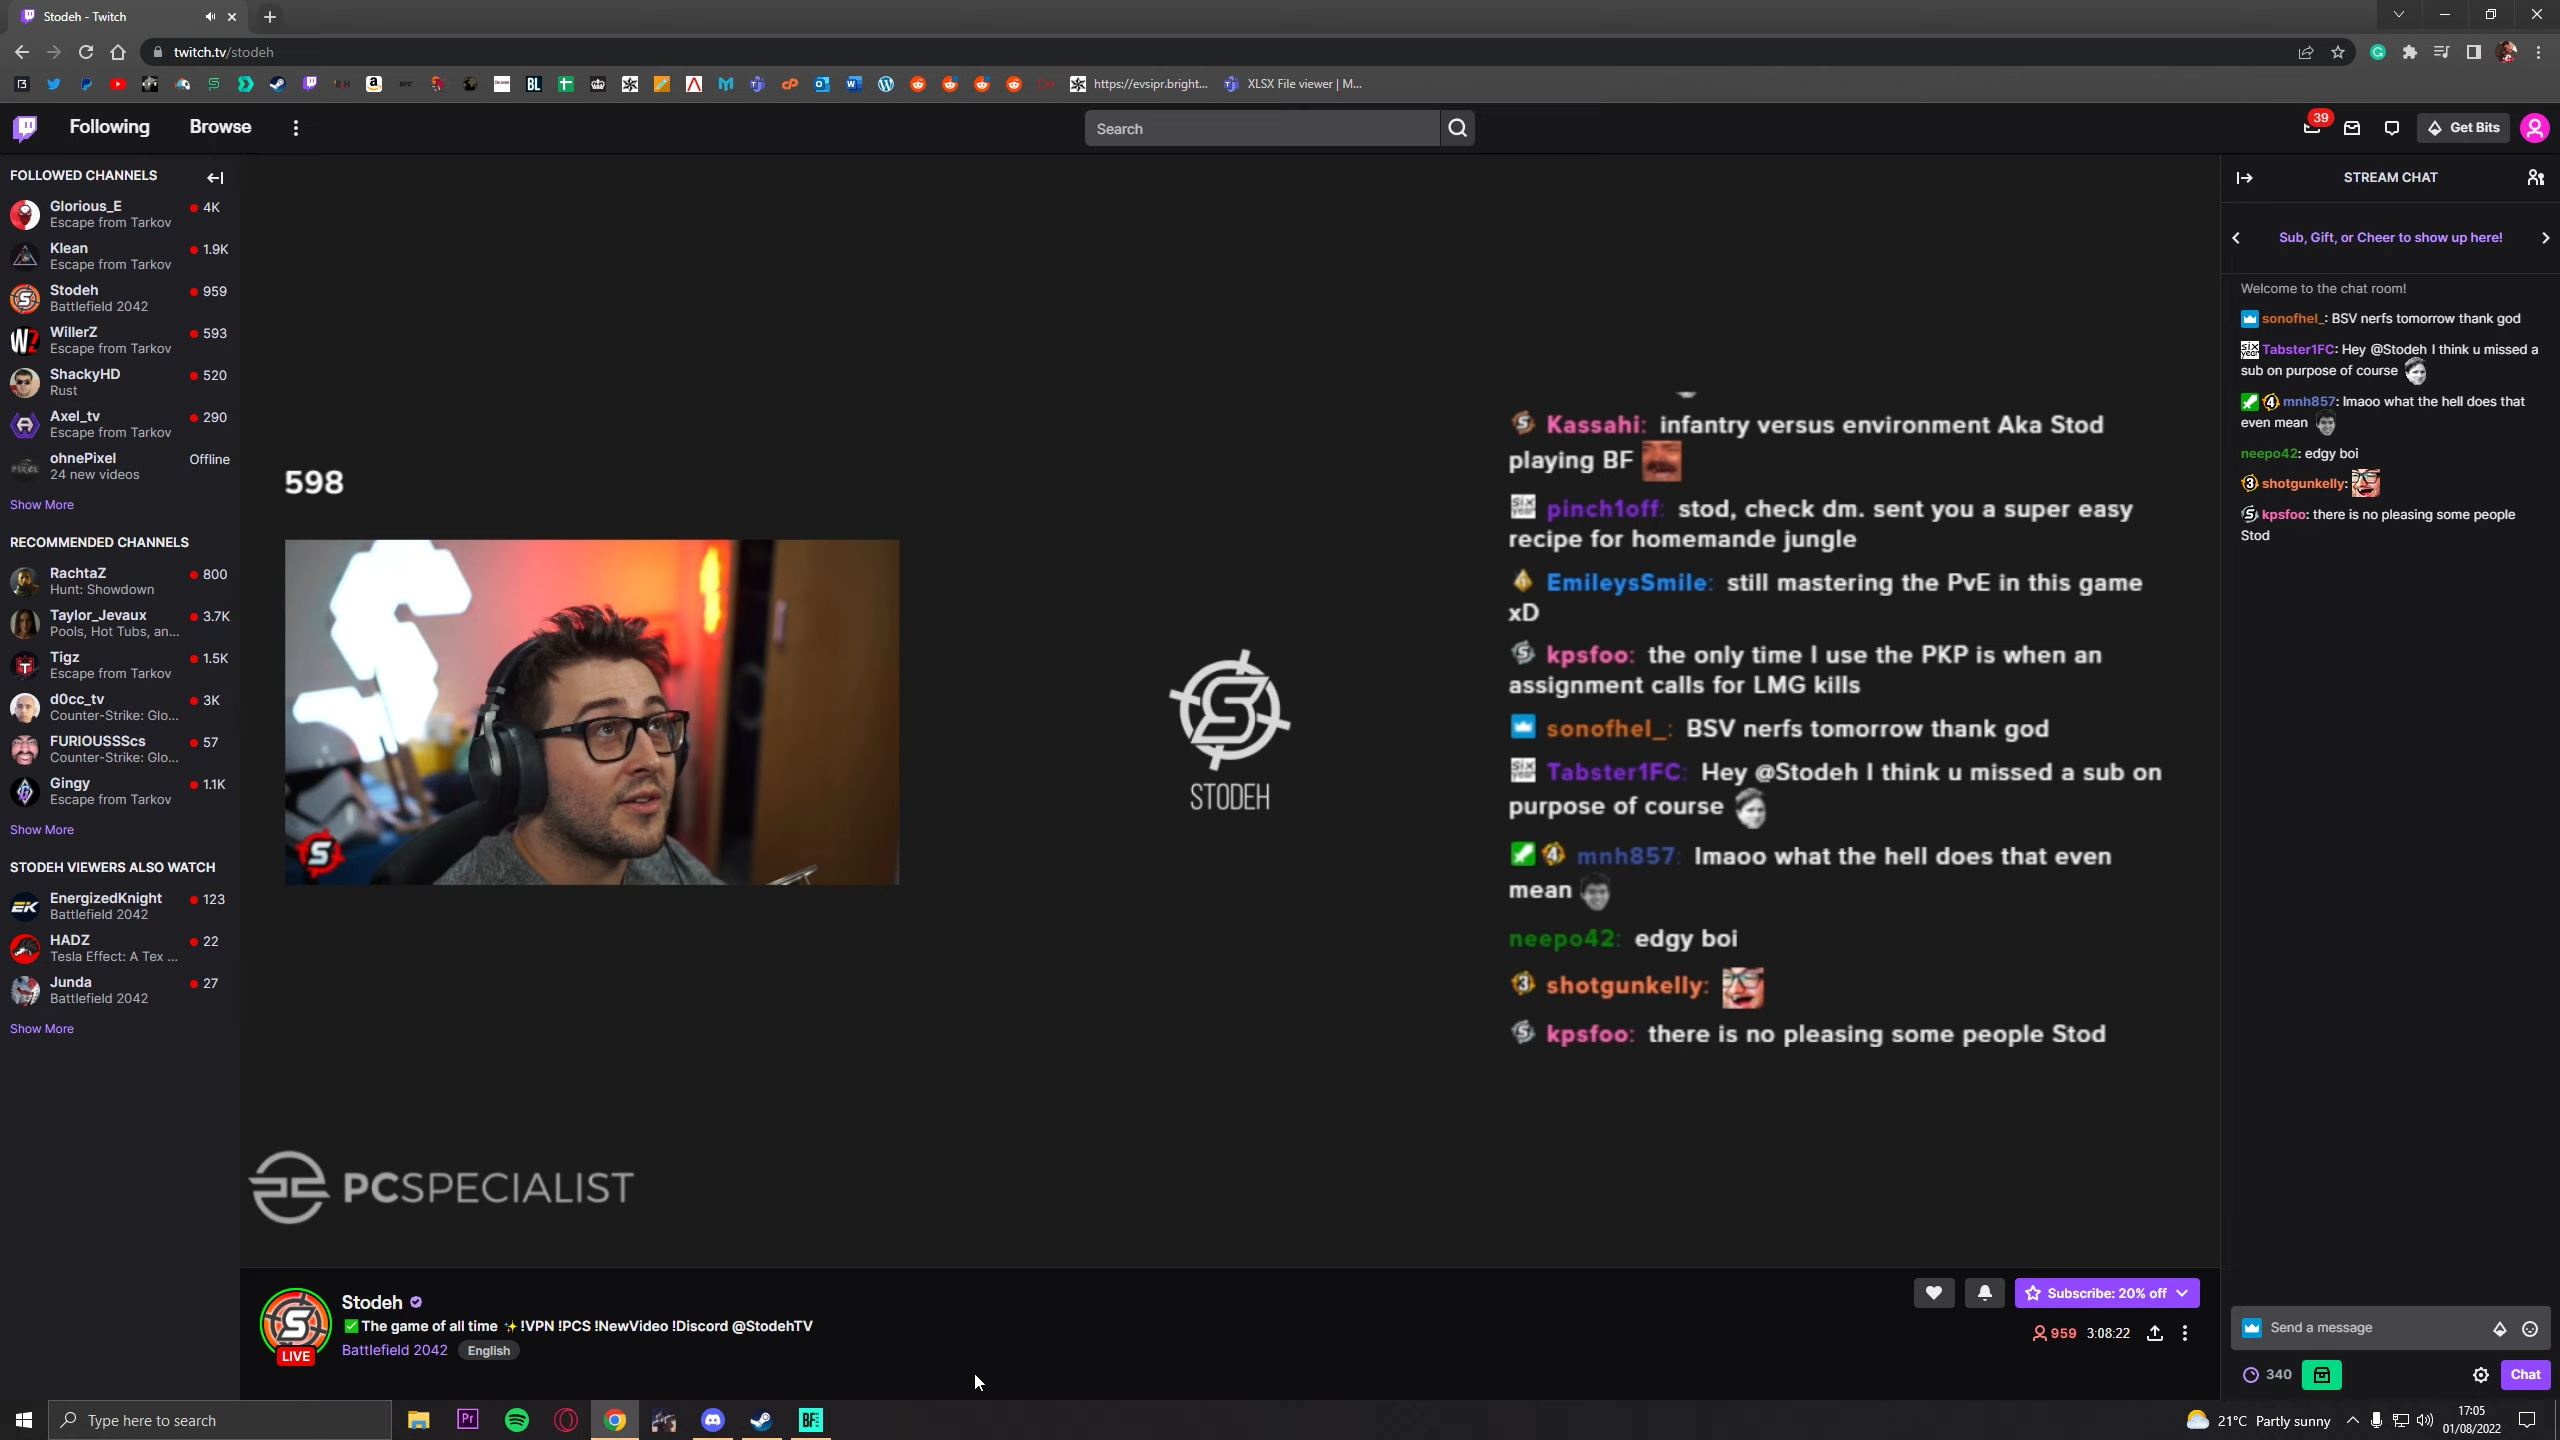 Stodeh - Twitch
twitch.tv/stodeh
https://evsipr.bright...
XLSX File viewer | M...
Following
Browse
Search
39
Get Bits
FOLLOWED CHANNELS
Glorious_E
4K
Escape from Tarkov
Klean
1.9K
Escape from Tarkov
Stodeh
959
Battlefield 2042
WillerZ
593
Escape from Tarkov
ShackyHD
520
Rust
Axel_tv
290
Escape from Tarkov
ohnePixel
Offline
24 new videos
Show More
RECOMMENDED CHANNELS
RachtaZ
800
Hunt: Showdown
Taylor_Jevaux
3.7K
Pools, Hot Tubs, an...
Tigz
1.5K
Escape from Tarkov
d0cc_tv
3K
Counter-Strike: Glo...
FURIOUSSScs
57
Counter-Strike: Glo...
Gingy
1.1K
Escape from Tarkov
Show More
STODEH VIEWERS ALSO WATCH
EnergizedKnight
123
Battlefield 2042
HADZ
22
Tesla Effect: A Tex ...
Junda
27
Battlefield 2042
Show More
598
STODEH
Kassahi: infantry versus environment Aka Stod
playing BF
pinch1off: stod, check dm. sent you a super easy
recipe for homemande jungle
EmileysSmile: still mastering the PvE in this game
xD
kpsfoo: the only time I use the PKP is when an
assignment calls for LMG kills
sonofhel_: BSV nerfs tomorrow thank god
Tabster1FC: Hey @Stodeh I think u missed a sub on
purpose of course
mnh857: lmaoo what the hell does that even
mean
neepo42: edgy boi
shotgunkelly:
kpsfoo: there is no pleasing some people Stod
PCSPECIALIST
LIVE
Stodeh
The game of all time ✨ !VPN !PCS !NewVideo !Discord @StodehTV
Battlefield 2042
English
Subscribe: 20% off
959
3:08:22
STREAM CHAT
Sub, Gift, or Cheer to show up here!
Welcome to the chat room!
sonofhel_: BSV nerfs tomorrow thank god
Tabster1FC: Hey @Stodeh I think u missed a
sub on purpose of course
mnh857: lmaoo what the hell does that
even mean
neepo42: edgy boi
shotgunkelly:
kpsfoo: there is no pleasing some people
Stod
Send a message
340
Chat
Type here to search
21°C Partly sunny
17:05
01/08/2022